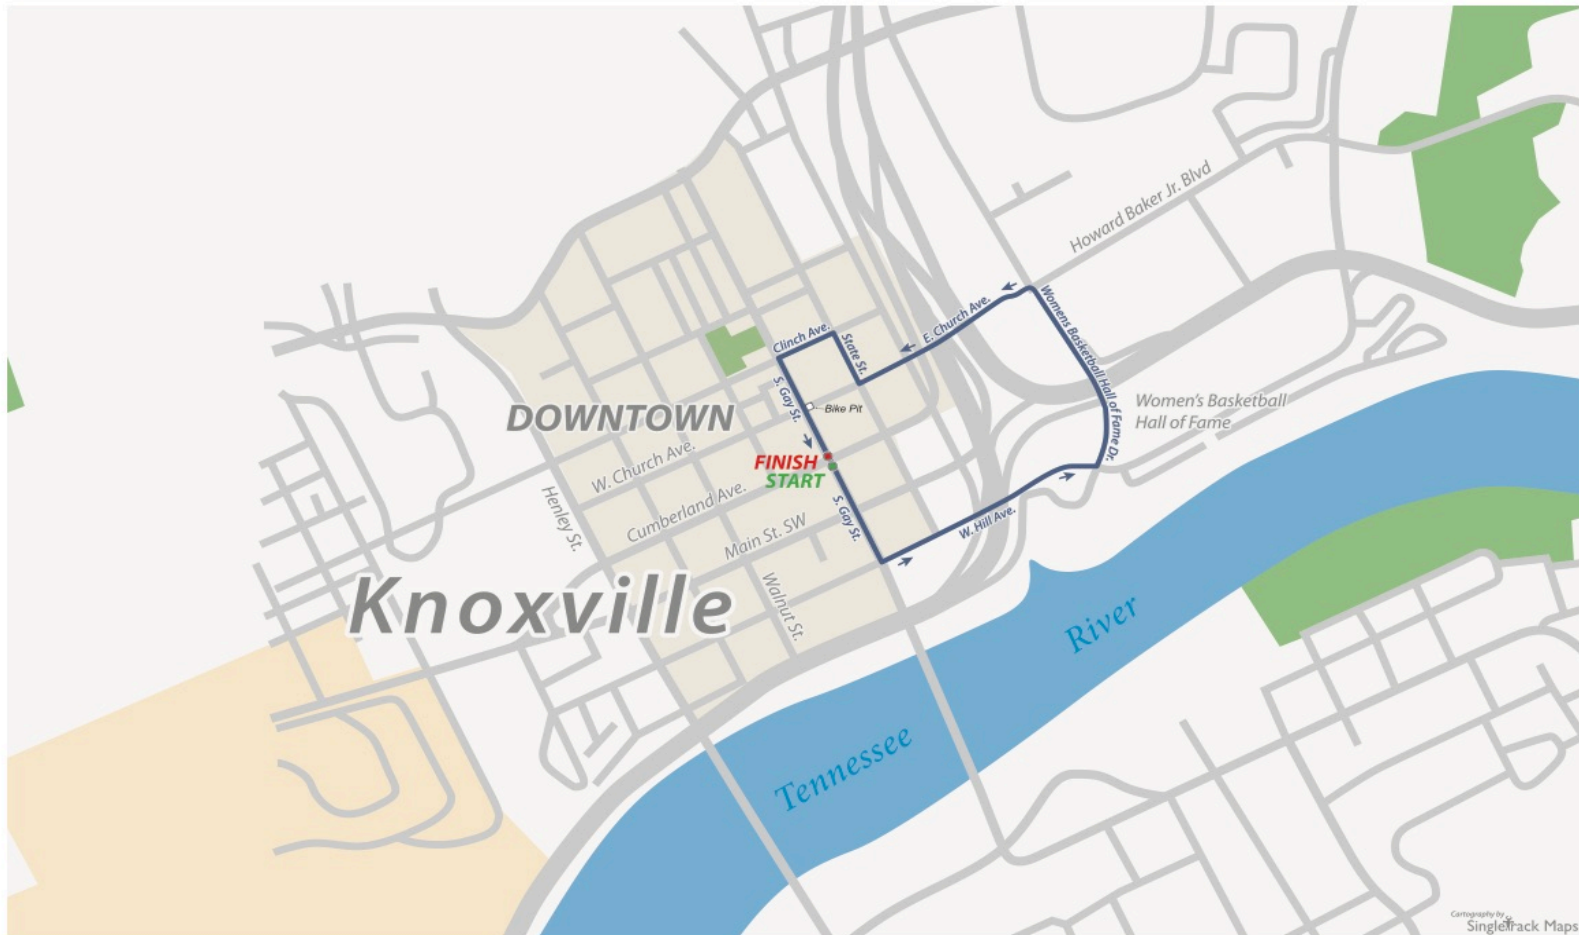 Howard Baker Jr. Blvd
Womens Basketball Hall of Fame Dr.
E. Church Ave.
Clinch Ave.
State St.
S. Gay St.
Bike Pit
Women's Basketball
Hall of Fame
DOWNTOWN
W. Church Ave.
FINISH
START
Henley St.
Cumberland Ave.
S. Gay St.
Main St. SW
W. Hill Ave.
Knoxville
Walnut St.
River
Tennessee
Cartography by
SingleTrack Maps